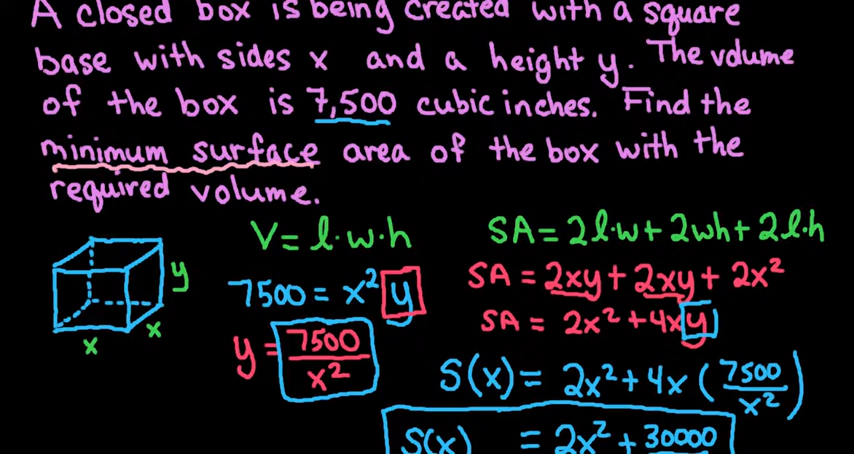 A closed box is being created with a square
base with sides x and a height y. The volume
of the box is 7,500 cubic inches. Find the
minimum surface area of the box with the
required volume.
V = l·w·h
SA = 2l·w + 2wh + 2l·h
y
x
x
7500 = x² y
SA = 2xy + 2xy + 2x²
y = 7500/x²
SA = 2x² + 4xy
S(x) = 2x² + 4x (7500/x²)
S(x) = 2x² + 30000